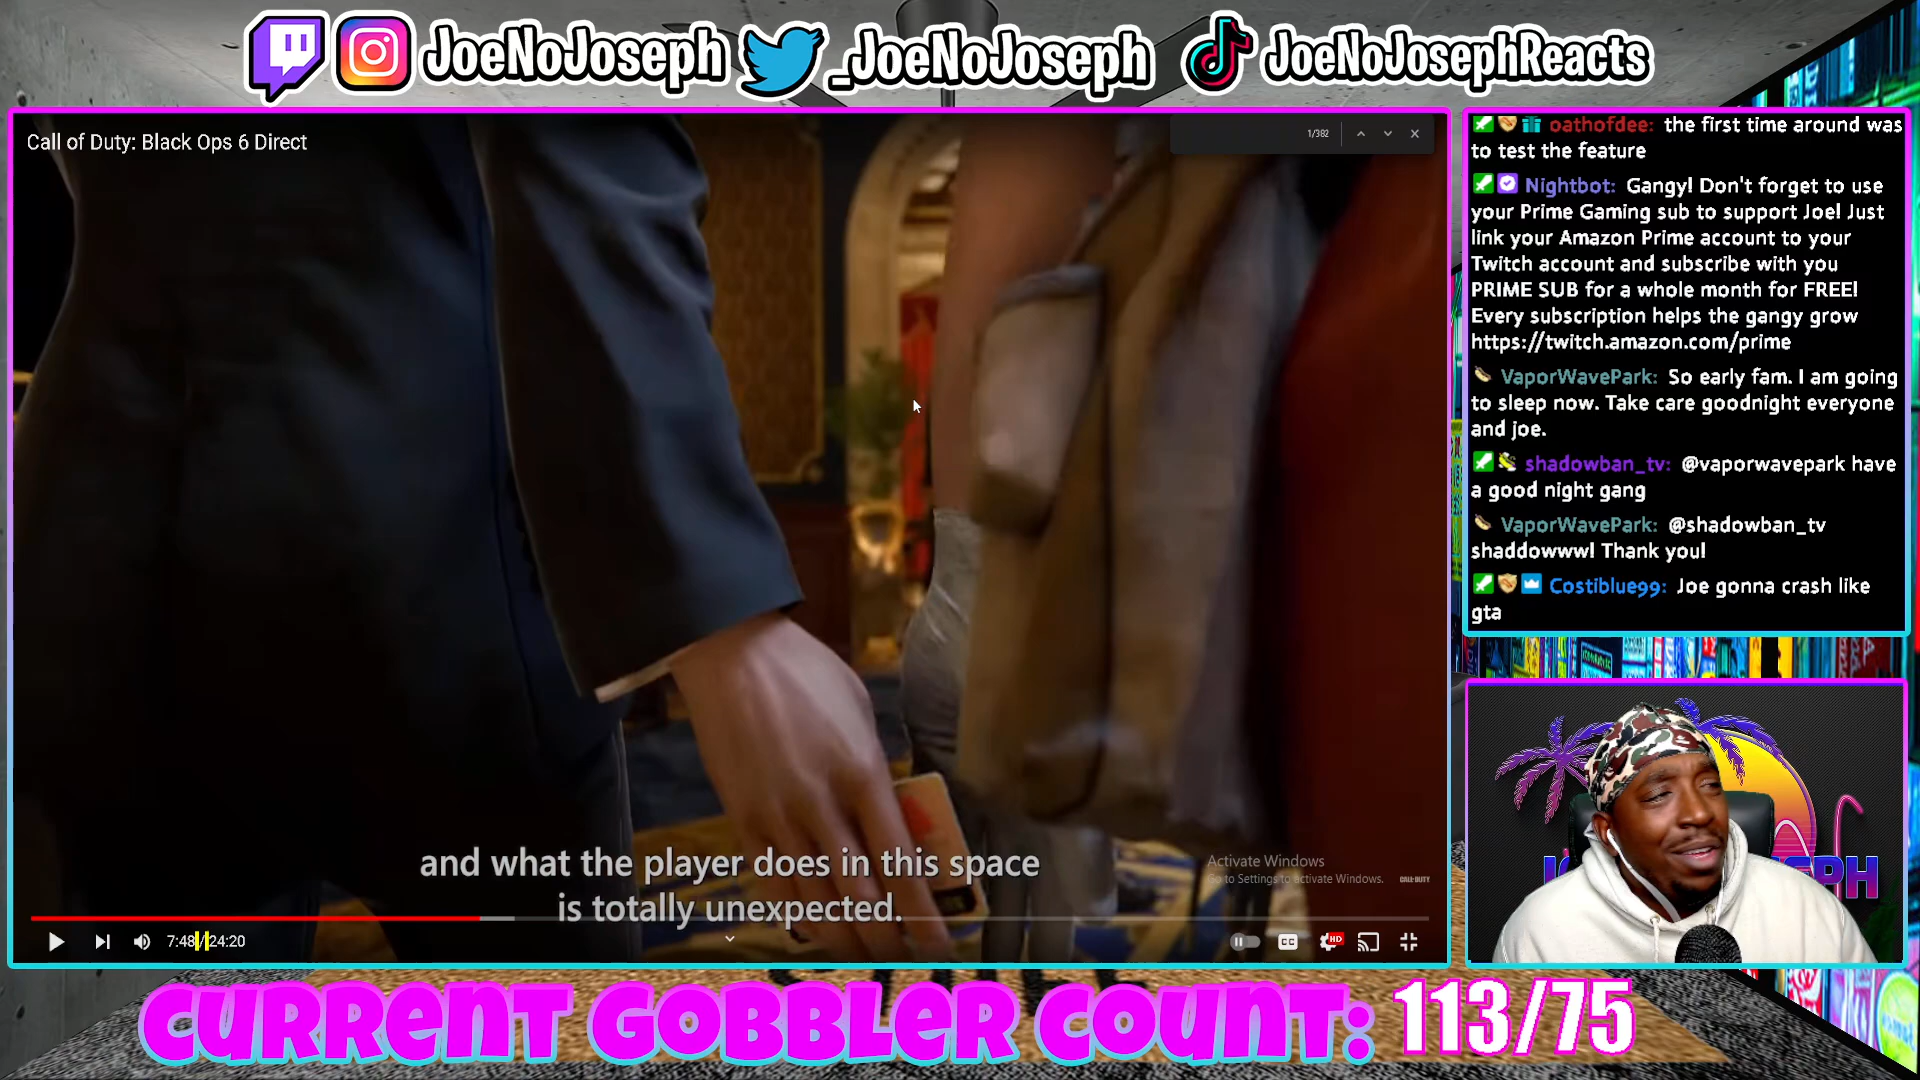 JoeNoJoseph
_JoeNoJoseph
JoeNoJosephReacts
Call of Duty: Black Ops 6 Direct
1/382
oathofdee: the first time around was
to test the feature
Nightbot: Gangy! Don't forget to use
your Prime Gaming sub to support Joe! Just
link your Amazon Prime account to your
Twitch account and subscribe with you
PRIME SUB for a whole month for FREE!
Every subscription helps the gangy grow
https://twitch.amazon.com/prime
VaporWavePark: So early fam. I am going
to sleep now. Take care goodnight everyone
and joe.
shadowban_tv: @vaporwavepark have
a good night gang
VaporWavePark: @shadowban_tv
shaddowww! Thank you!
Costiblue99: Joe gonna crash like
gta
and what the player does in this space
is totally unexpected.
Activate Windows
Go to Settings to activate Windows.
CALL·DUTY
7:48 / 24:20
CC
HD
CURRENT GOBBLER COUNT: 113/75